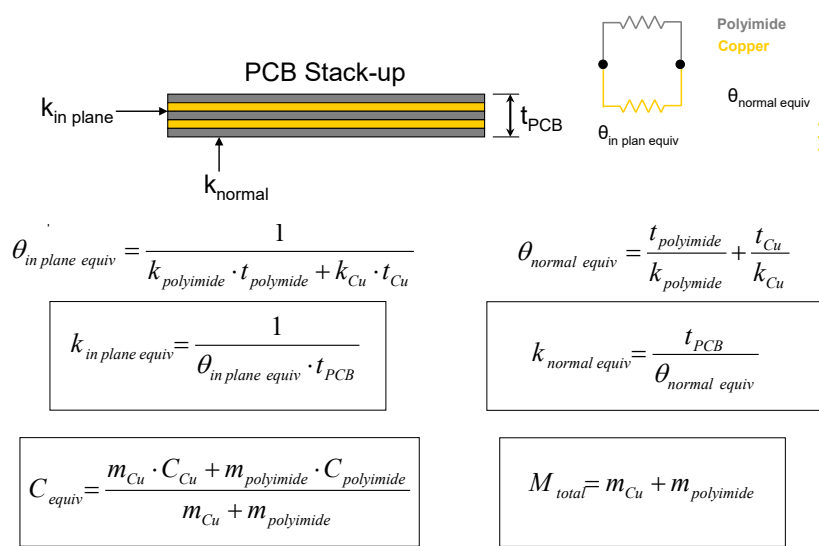 Polyimide
Copper
PCB Stack-up
k in plane
t PCB
θ in plan equiv
θ normal equiv
k normal
θ in plane equiv = 1 / (k polyimide · t polymide + k Cu · t Cu)
θ normal equiv = t polyimide / k polymide + t Cu / k Cu
k in plane equiv = 1 / (θ in plane equiv · t PCB)
k normal equiv = t PCB / θ normal equiv
C equiv = (m Cu · C Cu + m polyimide · C polyimide) / (m Cu + m polyimide)
M total = m Cu + m polyimide